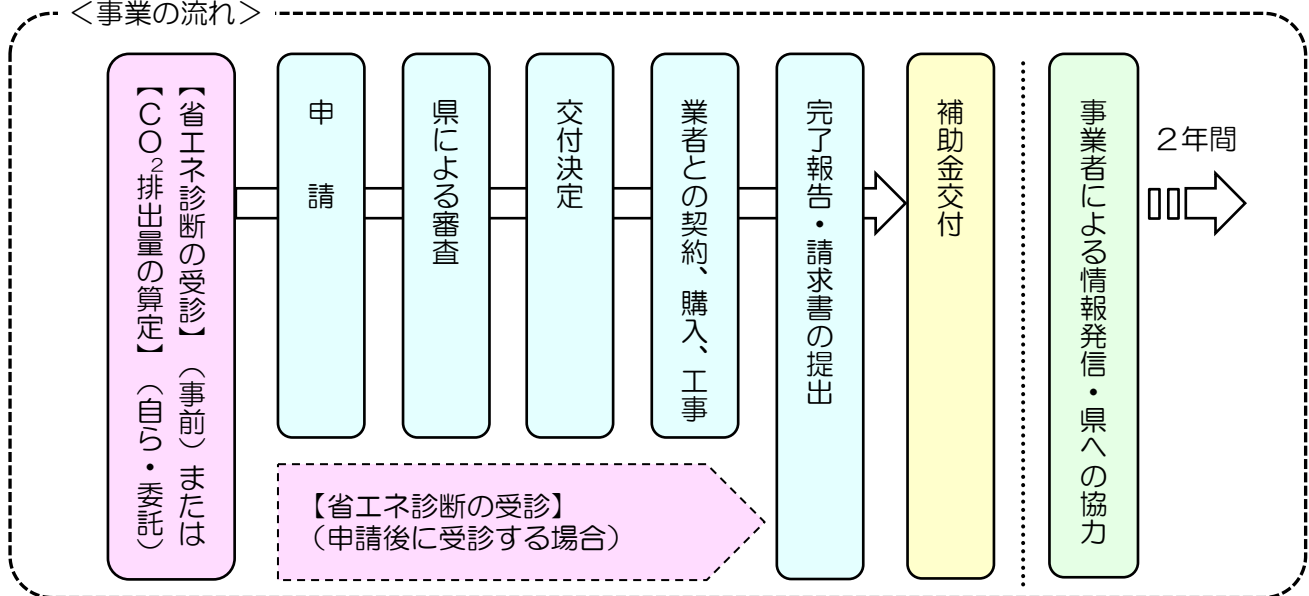 ＜事業の流れ＞
【省エネ診断の受診】（事前）または
【ＣＯ２排出量の算定】（自ら・委託）
申請
県による審査
交付決定
業者との契約、購入、工事
完了報告・請求書の提出
補助金交付
事業者による情報発信・県への協力
２年間
【省エネ診断の受診】
（申請後に受診する場合）